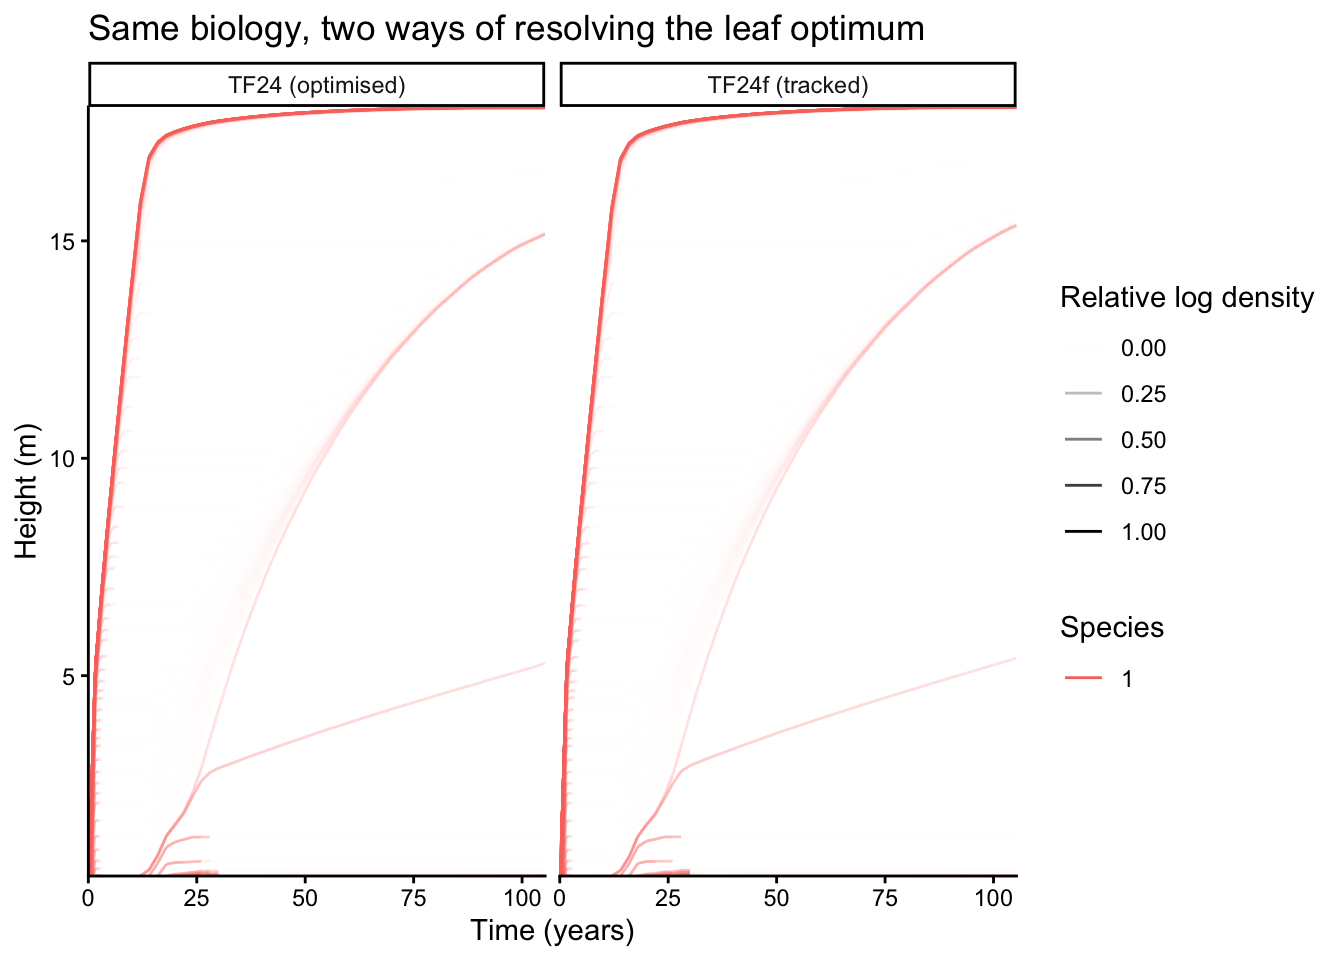 Same biology, two ways of resolving the leaf optimum
TF24 (optimised)
TF24f (tracked)
15
10
5
Height (m)
0
25
50
75
100
0
25
50
75
100
Time (years)
Relative log density
0.00
0.25
0.50
0.75
1.00
Species
1